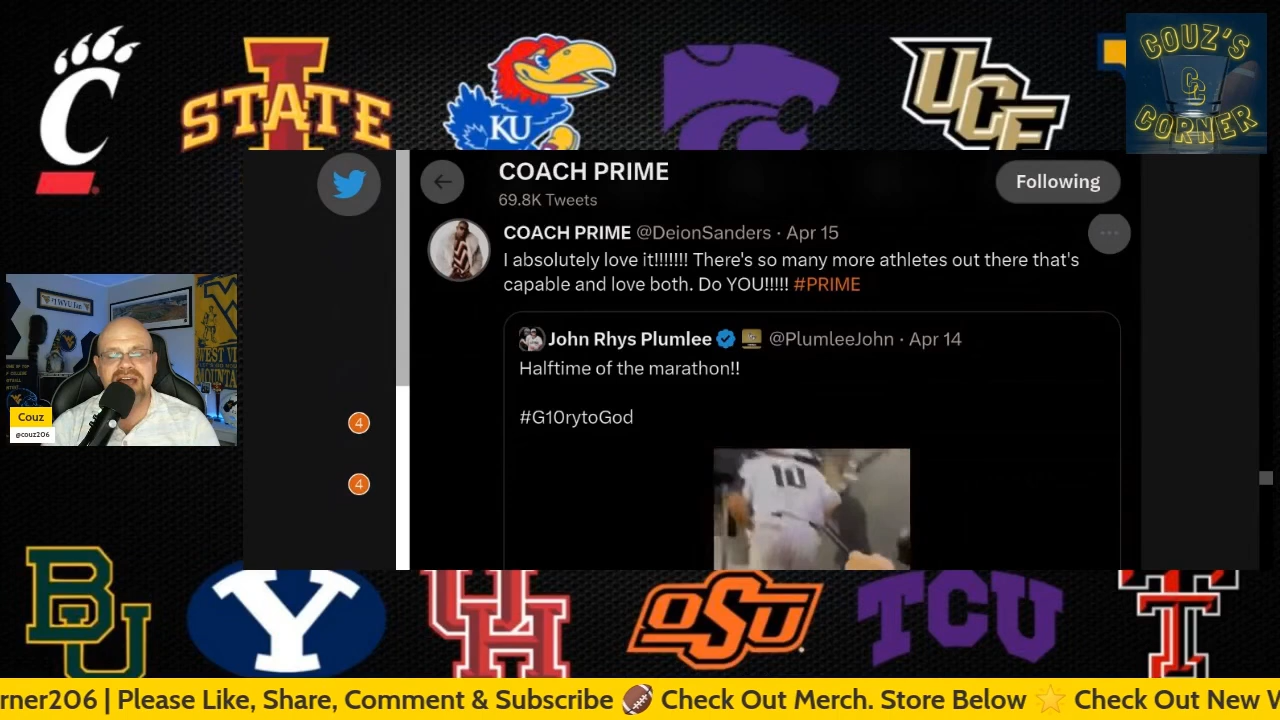 C
STATE
KU
UCF
COUZ'S
CC
CORNER
COACH PRIME
69.8K Tweets
Following
COACH PRIME @DeionSanders · Apr 15
I absolutely love it!!!!!!! There's so many more athletes out there that's
capable and love both. Do YOU!!!!! #PRIME
John Rhys Plumlee @PlumleeJohn · Apr 14
Halftime of the marathon!!
#G10rytoGod
10
4
4
WEST VI
MOUNTA
Couz
@couz206
BU
Y
UH
OSU
TCU
T
rner206 | Please Like, Share, Comment & Subscribe 🏈 Check Out Merch. Store Below ⭐ Check Out New V